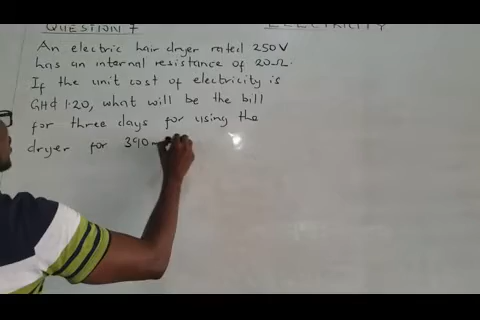 QUESTION 7
ELECTRICITY
An electric hair dryer rated 250V
has an internal resistance of 20Ω.
If the unit cost of electricity is
GH₵ 1.20, what will be the bill
for three days for using the
dryer for 390